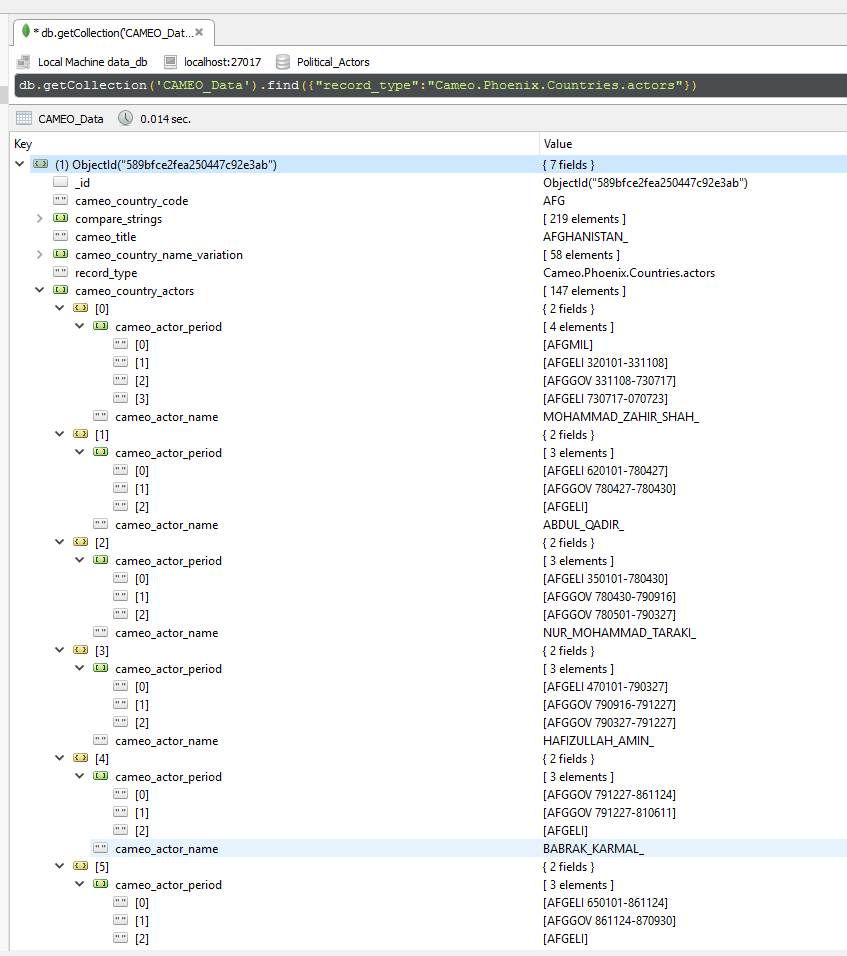 * db.getCollection('CAMEO_Dat...
Local Machine data_db localhost:27017 Political_Actors
db.getCollection('CAMEO_Data').find({"record_type":"Cameo.Phoenix.Countries.actors"})
CAMEO_Data 0.014 sec.
Key Value
(1) ObjectId("589bfce2fea250447c92e3ab") { 7 fields }
_id ObjectId("589bfce2fea250447c92e3ab")
cameo_country_code AFG
compare_strings [ 219 elements ]
cameo_title AFGHANISTAN_
cameo_country_name_variation [ 58 elements ]
record_type Cameo.Phoenix.Countries.actors
cameo_country_actors [ 147 elements ]
[0] { 2 fields }
cameo_actor_period [ 4 elements ]
[0] [AFGMIL]
[1] [AFGELI 320101-331108]
[2] [AFGGOV 331108-730717]
[3] [AFGELI 730717-070723]
cameo_actor_name MOHAMMAD_ZAHIR_SHAH_
[1] { 2 fields }
cameo_actor_period [ 3 elements ]
[0] [AFGELI 620101-780427]
[1] [AFGGOV 780427-780430]
[2] [AFGELI]
cameo_actor_name ABDUL_QADIR_
[2] { 2 fields }
cameo_actor_period [ 3 elements ]
[0] [AFGELI 350101-780430]
[1] [AFGGOV 780430-790916]
[2] [AFGGOV 780501-790327]
cameo_actor_name NUR_MOHAMMAD_TARAKI_
[3] { 2 fields }
cameo_actor_period [ 3 elements ]
[0] [AFGELI 470101-790327]
[1] [AFGGOV 790916-791227]
[2] [AFGGOV 790327-791227]
cameo_actor_name HAFIZULLAH_AMIN_
[4] { 2 fields }
cameo_actor_period [ 3 elements ]
[0] [AFGGOV 791227-861124]
[1] [AFGGOV 791227-810611]
[2] [AFGELI]
cameo_actor_name BABRAK_KARMAL_
[5] { 2 fields }
cameo_actor_period [ 3 elements ]
[0] [AFGELI 650101-861124]
[1] [AFGGOV 861124-870930]
[2] [AFGELI]